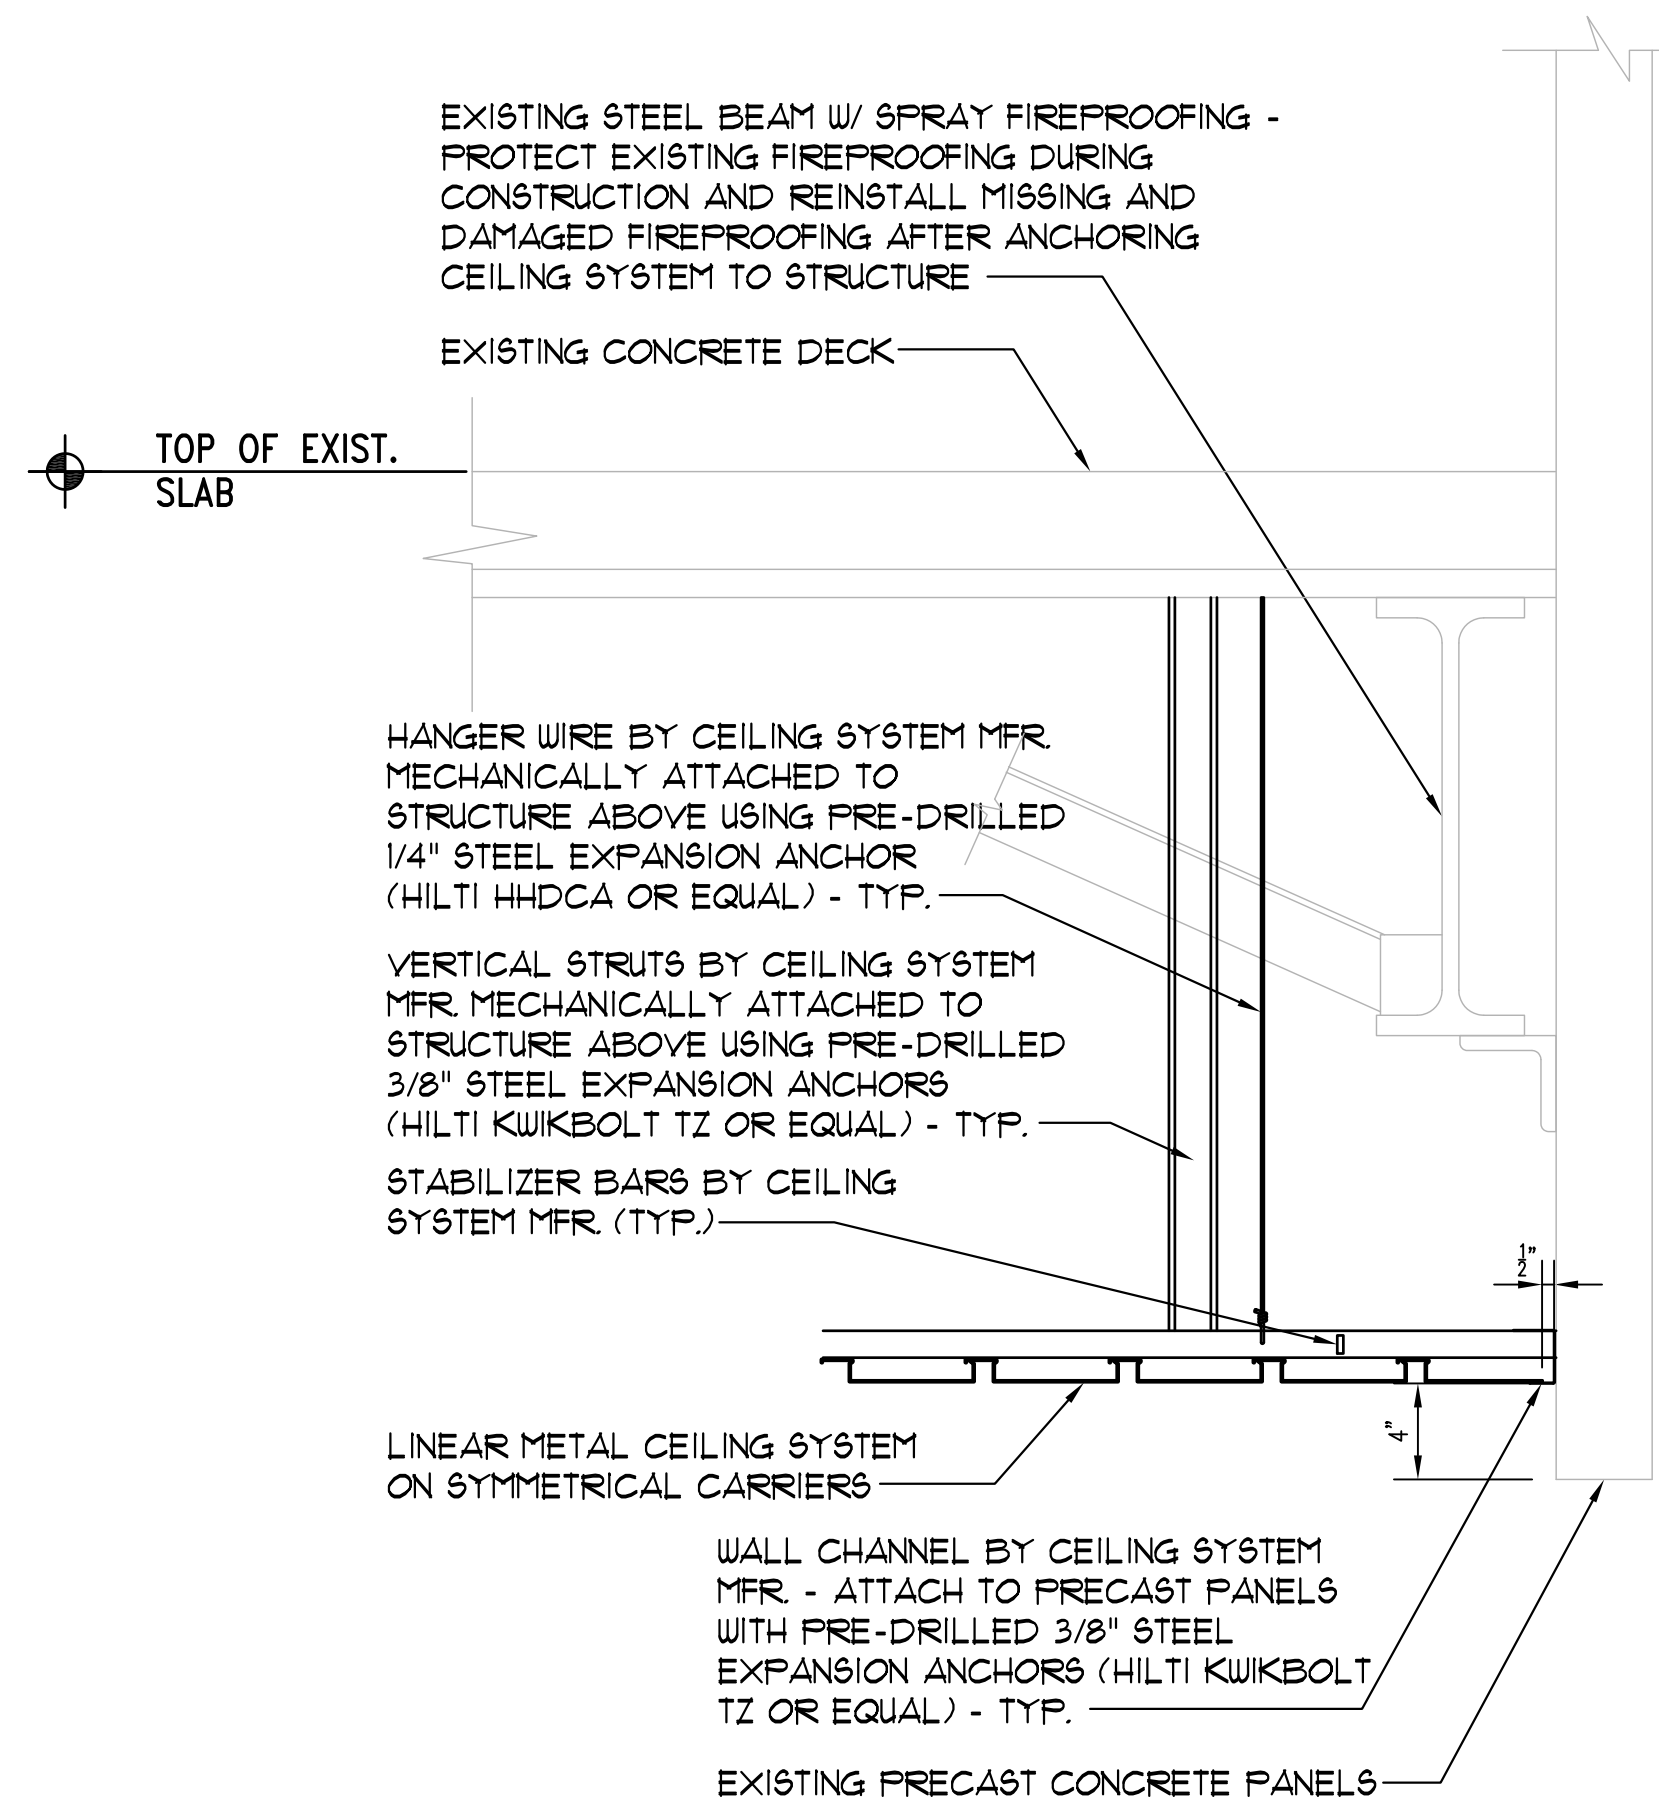 EXISTING STEEL BEAM W/ SPRAY FIREPROOFING -
PROTECT EXISTING FIREPROOFING DURING
CONSTRUCTION AND REINSTALL MISSING AND
DAMAGED FIREPROOFING AFTER ANCHORING
CEILING SYSTEM TO STRUCTURE
EXISTING CONCRETE DECK
TOP OF EXIST.
SLAB
HANGER WIRE BY CEILING SYSTEM MFR.
MECHANICALLY ATTACHED TO
STRUCTURE ABOVE USING PRE-DRILLED
1/4" STEEL EXPANSION ANCHOR
(HILTI HHDCA OR EQUAL) - TYP.
VERTICAL STRUTS BY CEILING SYSTEM
MFR. MECHANICALLY ATTACHED TO
STRUCTURE ABOVE USING PRE-DRILLED
3/8" STEEL EXPANSION ANCHORS
(HILTI KWIKBOLT TZ OR EQUAL) - TYP.
STABILIZER BARS BY CEILING
SYSTEM MFR. (TYP.)
1/2"
4"
LINEAR METAL CEILING SYSTEM
ON SYMMETRICAL CARRIERS
WALL CHANNEL BY CEILING SYSTEM
MFR. - ATTACH TO PRECAST PANELS
WITH PRE-DRILLED 3/8" STEEL
EXPANSION ANCHORS (HILTI KWIKBOLT
TZ OR EQUAL) - TYP.
EXISTING PRECAST CONCRETE PANELS